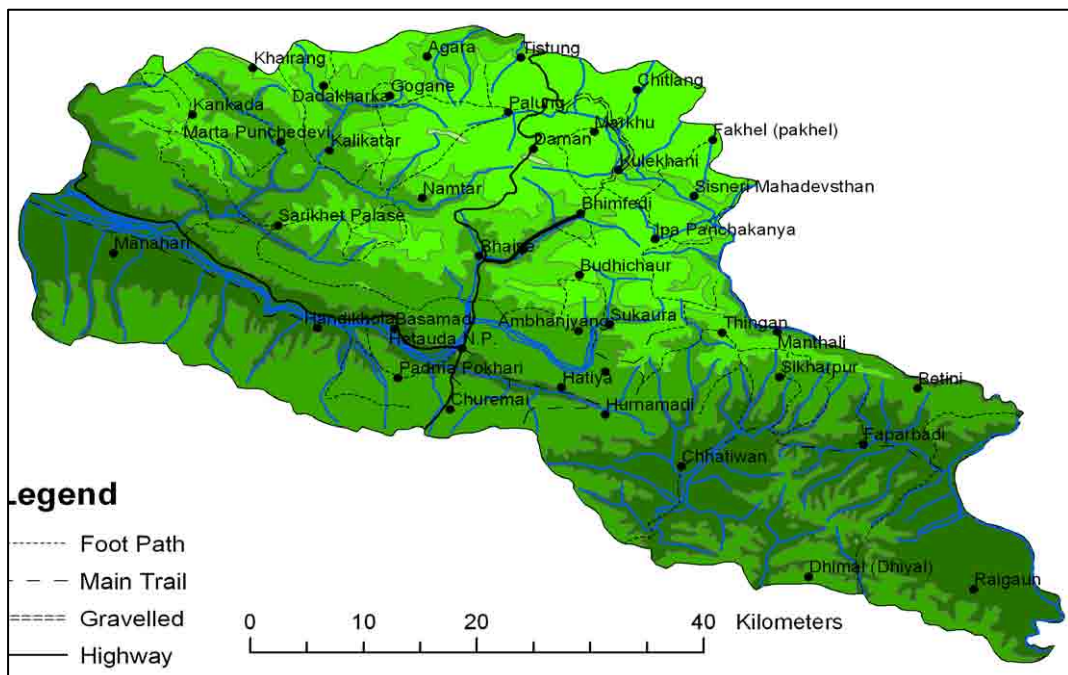 Tistung
Agara
Khairang
Chitlang
Gogane
Dadakharka
Kankada
Palung
Markhu
Fakhel (pakhel)
Marta Punchedevi
Kalikatar
Daman
Kulekhani
Namtar
Sisneri Mahadevsthan
Bhimfedi
Sarikhet Palase
Ipa Panchakanya
Manahari
Bhaise
Budhichaur
Handikhola
Basamadi
Ambhanjyang
Sukaura
Thingan
Hetauda N.P.
Manthali
Padma Pokhari
Hatiya
Sikharpur
Betini
Churemai
Hurnamadi
Faparbadi
Chhatiwan
Dhimal (Dhiyal)
Raigaun
Legend
Foot Path
Main Trail
Gravelled
Highway
0 10 20 40 Kilometers